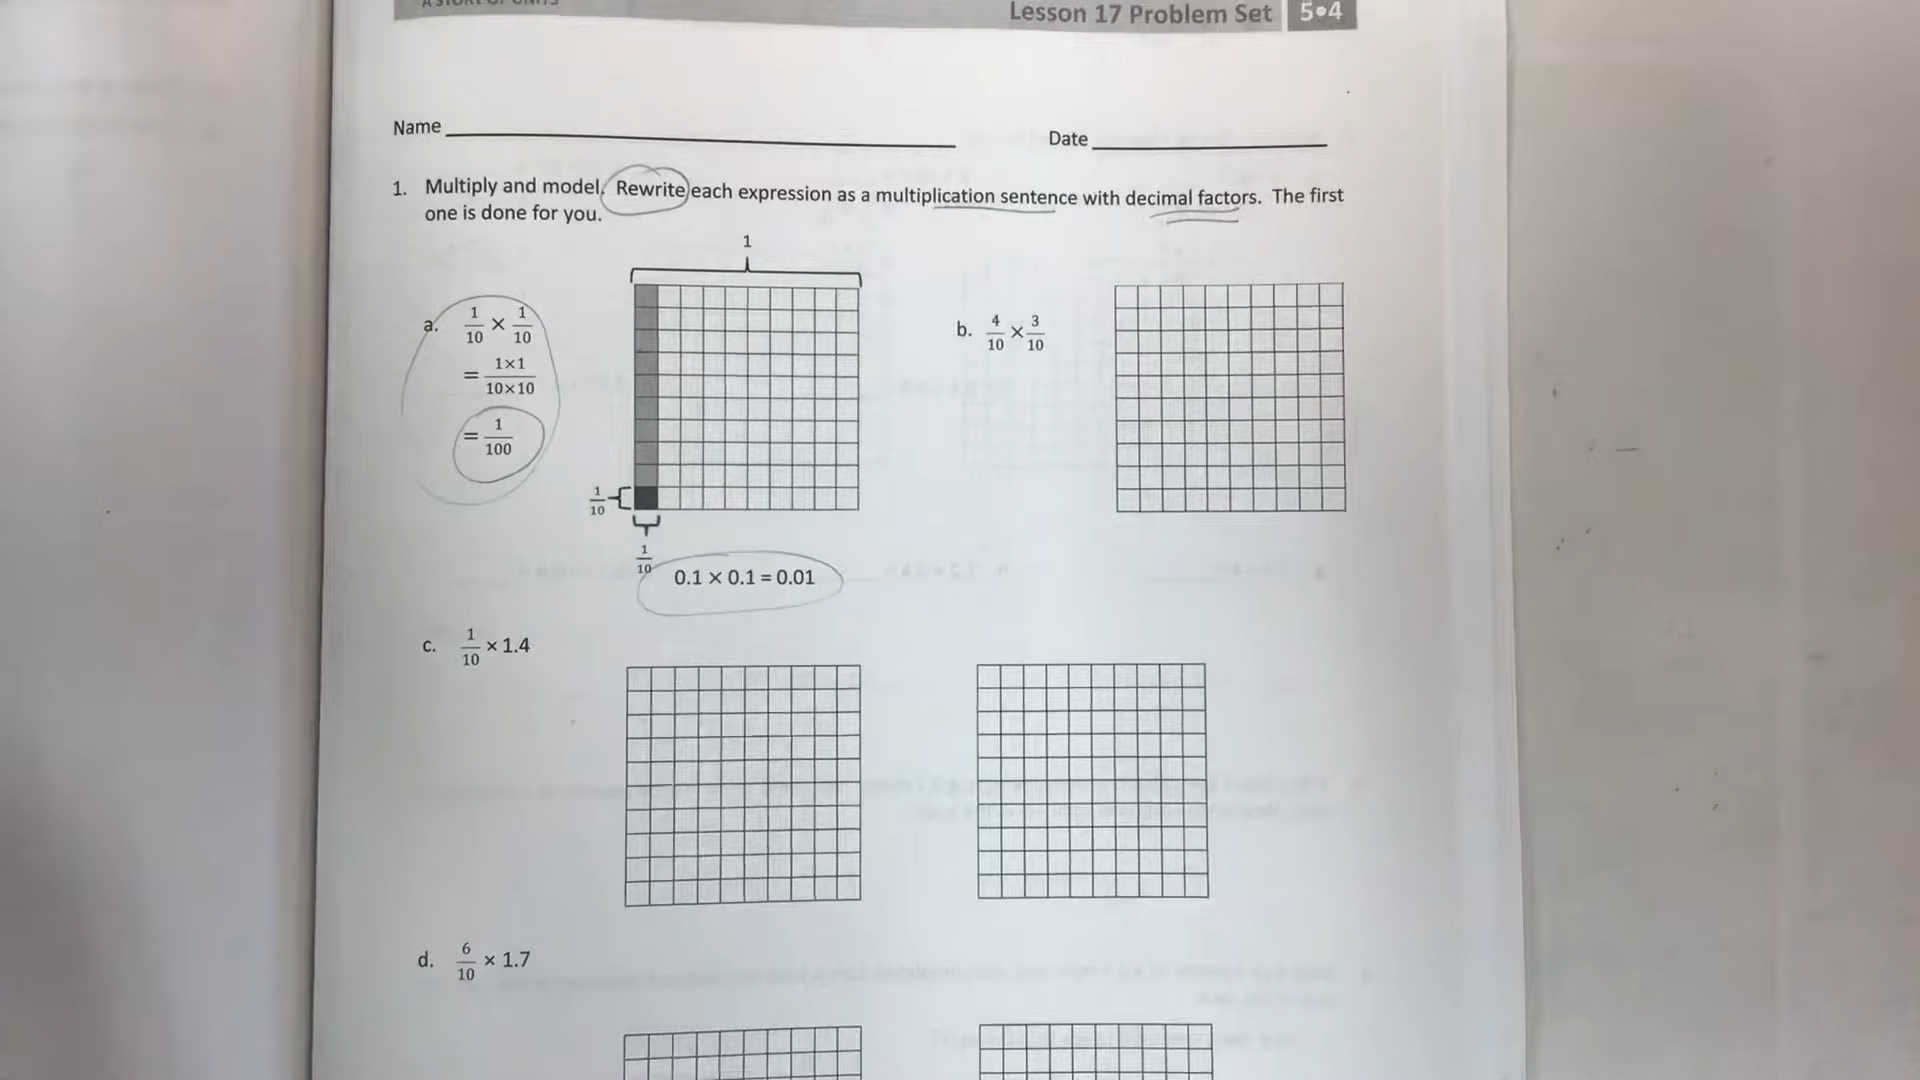 A STORY OF UNITS
Lesson 17 Problem Set 5•4
Name
Date
1. Multiply and model. Rewrite each expression as a multiplication sentence with decimal factors. The first
one is done for you.
1
a. 1/10 × 1/10
= 1×1/10×10
= 1/100
1/10
1/10
0.1 × 0.1 = 0.01
b. 4/10 × 3/10
c. 1/10 × 1.4
d. 6/10 × 1.7